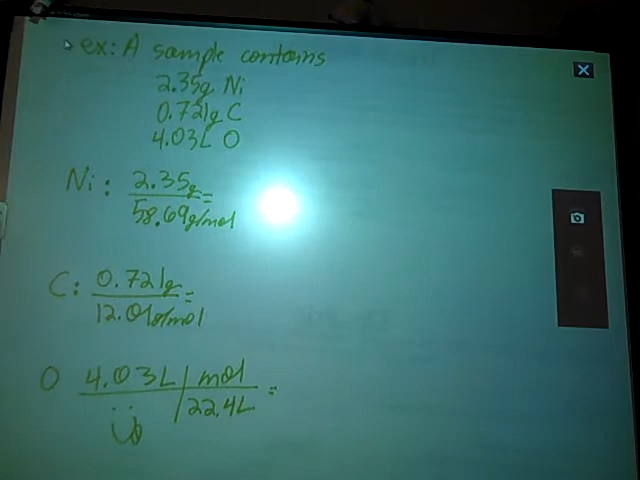 ex: A sample contains
2.35g Ni
0.721g C
4.03L O
Ni: 2.35g =
58.69g/mol
C: 0.721g =
12.01g/mol
O 4.03L | mol =
22.4L